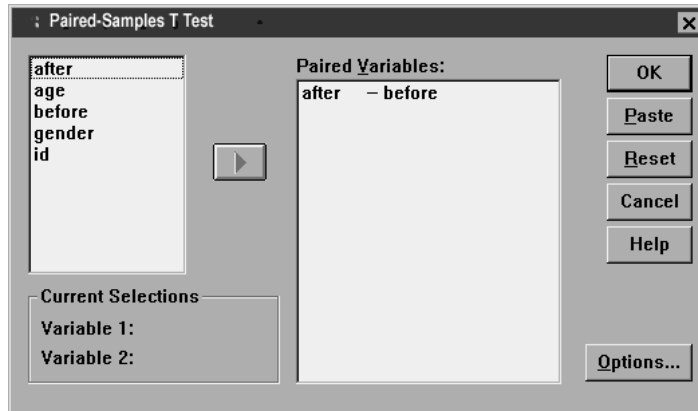 Paired-Samples T Test
after
age
before
gender
id
Paired Variables:
after – before
OK
Paste
Reset
Cancel
Help
Current Selections
Variable 1:
Variable 2:
Options...